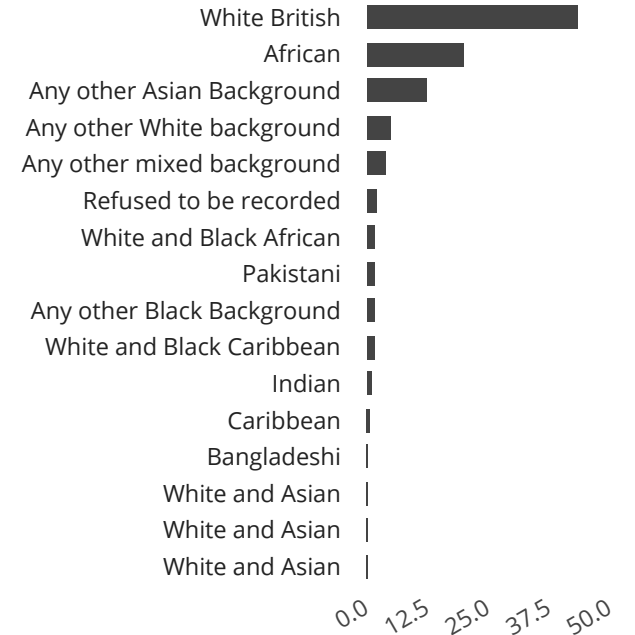 White British
African
Any other Asian Background
Any other White background
Any other mixed background
Refused to be recorded
White and Black African
Pakistani
Any other Black Background
White and Black Caribbean
Indian
Caribbean
Bangladeshi
White and Asian
White and Asian
White and Asian
0.0 12.5 25.0 37.5 50.0